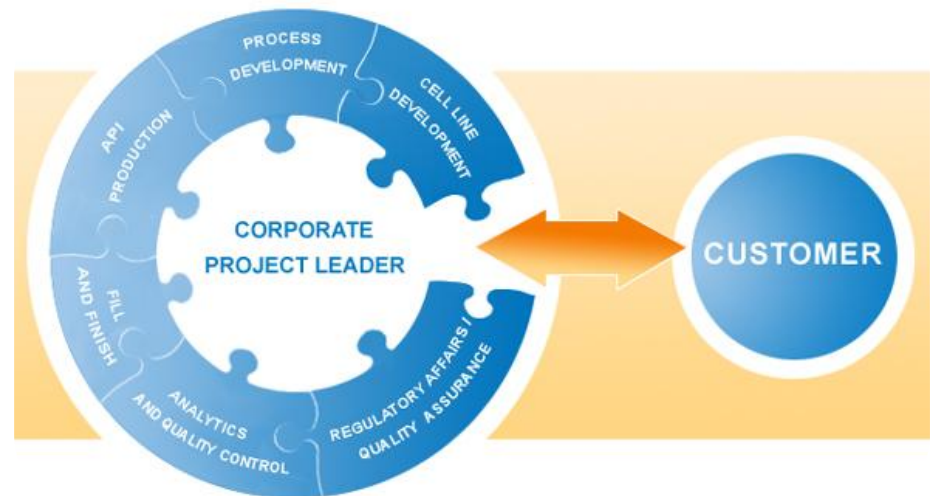 PROCESS
DEVELOPMENT
CELL LINE
DEVELOPMENT
API
PRODUCTION
CORPORATE
PROJECT LEADER
CUSTOMER
FILL
AND FINISH
ANALYTICS
AND QUALITY CONTROL
REGULATORY AFFAIRS I
QUALITY ASSURANCE